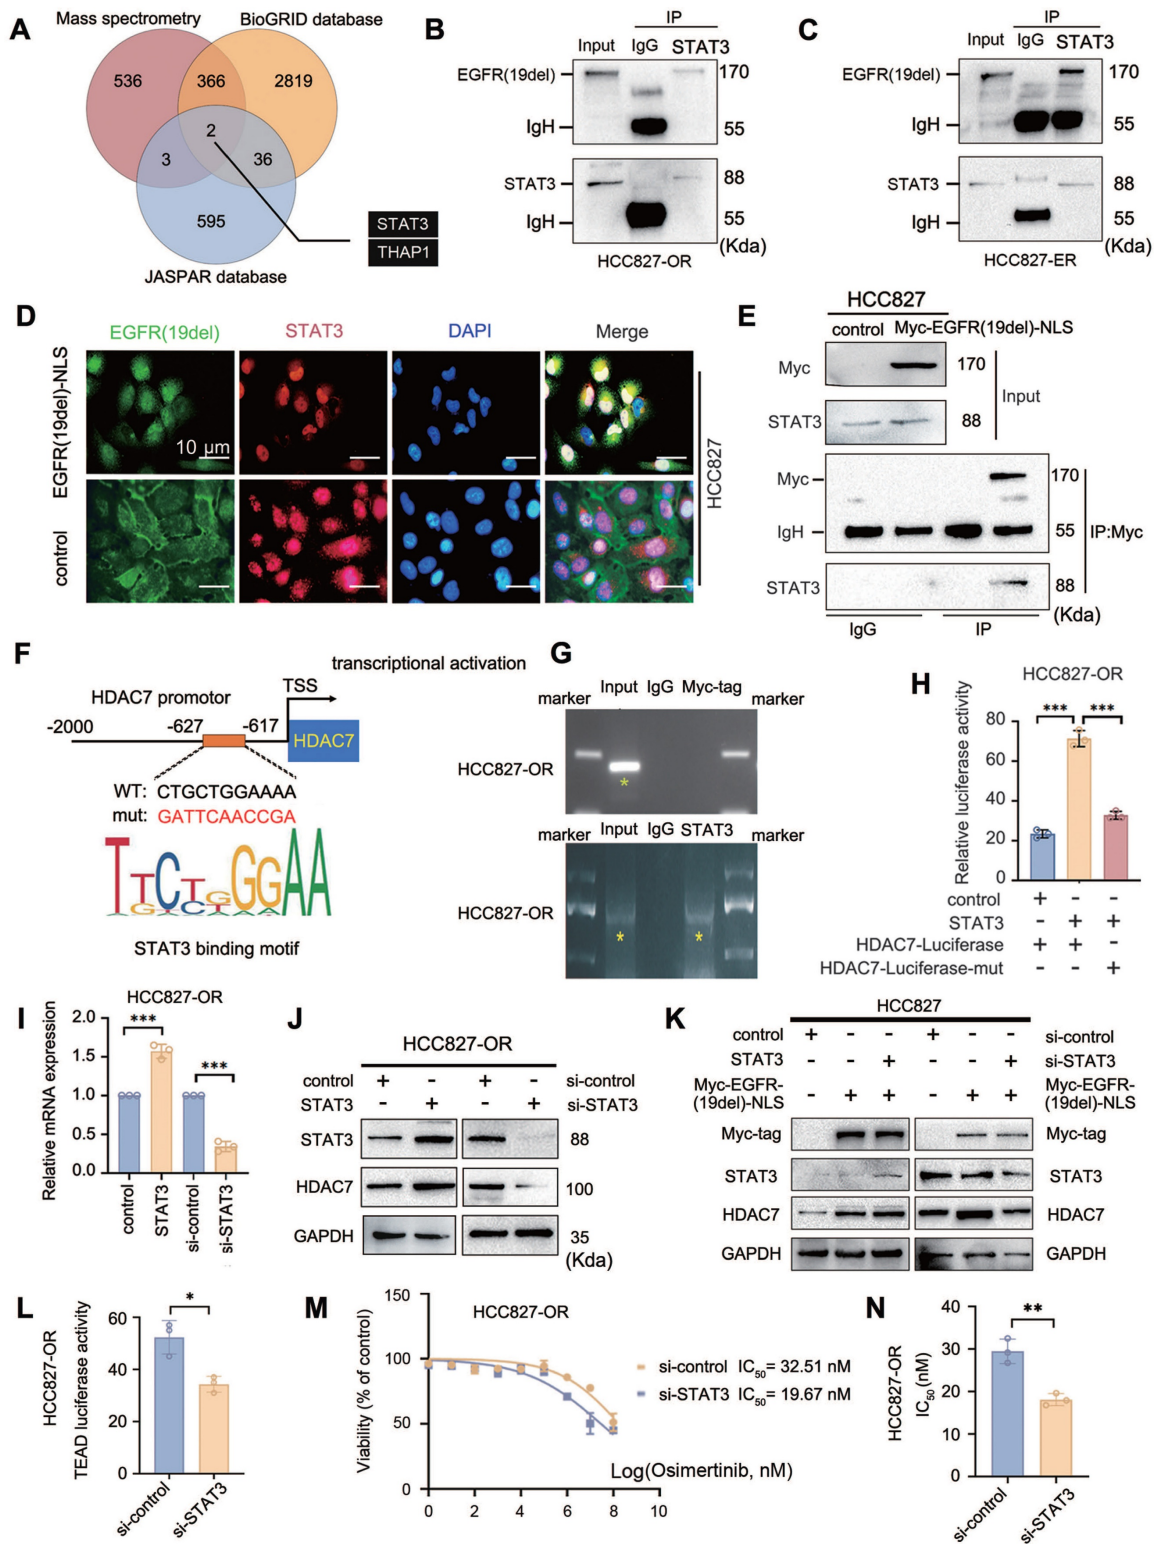 A
Mass spectrometry
BioGRID database
536
366
2819
2
3
36
595
STAT3
THAP1
JASPAR database
B
IP
Input IgG STAT3
EGFR(19del)
170
IgH
55
STAT3
88
IgH
55
(Kda)
HCC827-OR
C
IP
Input IgG STAT3
EGFR(19del)
170
IgH
55
STAT3
88
IgH
55
(Kda)
HCC827-ER
D
EGFR(19del) STAT3 DAPI Merge
EGFR(19del)-NLS
10 µm
control
HCC827
E
HCC827
control Myc-EGFR(19del)-NLS
Myc
170
STAT3
88
Input
Myc
170
IgH
55
IP:Myc
STAT3
88
(Kda)
IgG IP
F
transcriptional activation
HDAC7 promotor
TSS
-2000 -627 -617
HDAC7
WT: CTGCTGGAAAA
mut: GATTCAACCGA
STAT3 binding motif
G
marker Input IgG Myc-tag marker
HCC827-OR
*
marker Input IgG STAT3 marker
HCC827-OR
* *
H
HCC827-OR
*** ***
Relative luciferase activity
80
60
40
20
0
control + - -
STAT3 - + +
HDAC7-Luciferase + + -
HDAC7-Luciferase-mut - - +
I
HCC827-OR
*** ***
Relative mRNA expression
2.0
1.5
1.0
0.5
0.0
control
STAT3
si-control
si-STAT3
J
HCC827-OR
control + - + - si-control
STAT3 - + - + si-STAT3
STAT3
88
HDAC7
100
GAPDH
35
(Kda)
K
HCC827
control + - - + - - si-control
STAT3 - - + - - + si-STAT3
Myc-EGFR-(19del)-NLS - + + - + + Myc-EGFR-(19del)-NLS
Myc-tag Myc-tag
STAT3 STAT3
HDAC7 HDAC7
GAPDH GAPDH
L
HCC827-OR
TEAD luciferase activity
*
60
40
20
0
si-control
si-STAT3
M
HCC827-OR
Viability (% of control)
150
100
50
0
0 2 4 6 8 10
si-control IC50= 32.51 nM
si-STAT3 IC50= 19.67 nM
Log(Osimertinib, nM)
N
HCC827-OR
IC50(nM)
**
40
30
20
10
0
si-control
si-STAT3